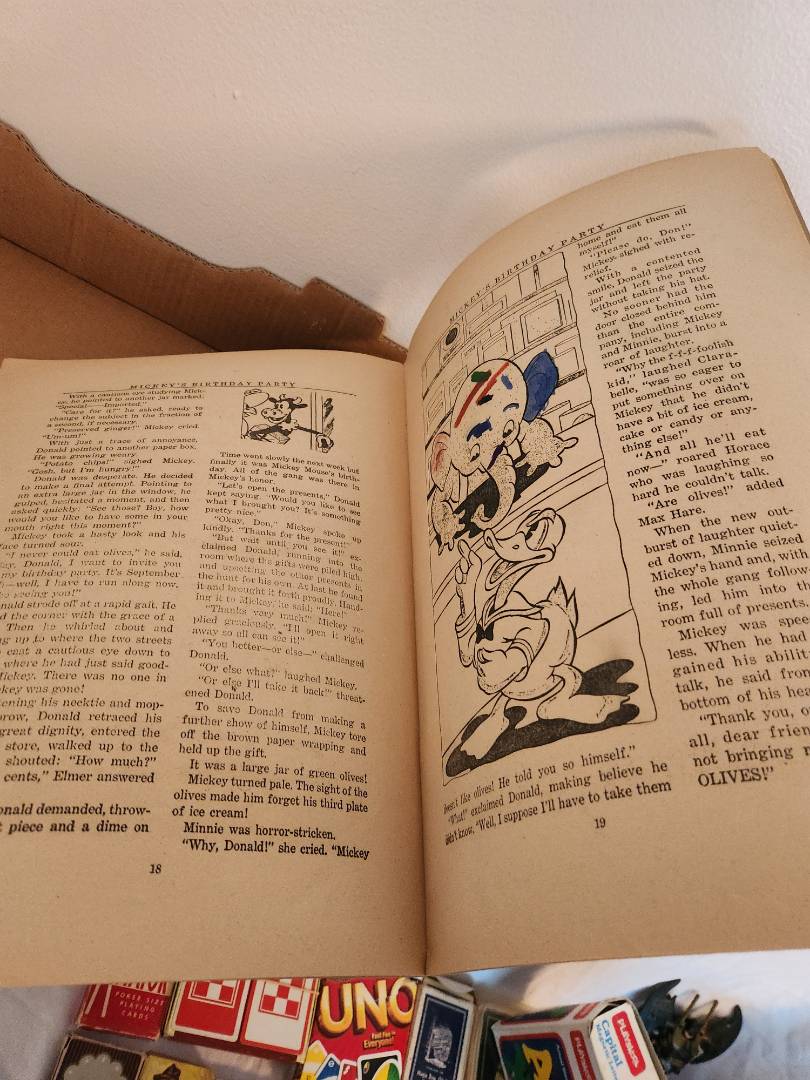 MICKEY'S BIRTHDAY PARTY
With a cautious eye studying Mick-
ey, he pointed to another jar marked,
"Special——Imported."
"Care for it?" he asked, ready to
change the subject in the fraction of
a second, if necessary.
"Preserved ginger!" Mickey cried.
"Um-um!"
With just a trace of annoyance,
Donald pointed to another paper box.
He was growing weary.
"Potato chips!" sighed Mickey.
"Gosh, but I'm hungry!"
Donald was desperate. He decided
to make a final attempt. Pointing to
an extra large jar in the window, he
gulped, hesitated a moment, and then
asked quickly: "See those? Boy, how
would you like to have some in your
mouth right this moment?"
Mickey took a hasty look and his
face turned sour.
"I never could eat olives," he said.
Donald, I want to invite you
my birthday party. It's September
—well, I have to run along now.
seeing you!"
nald strode off at a rapid gait. He
d the corner with the grace of a
Then he whirled about and
ng up to where the two streets
cast a cautious eye down to
where he had just said good-
Mickey. There was no one in
ckey was gone!
tening his necktie and mop-
brow, Donald retraced his
great dignity, entered the
store, walked up to the
shouted: "How much?"
cents," Elmer answered
onald demanded, throw-
piece and a dime on
Time went slowly the next week but
finally it was Mickey Mouse's birth-
day. All of the gang was there in
Mickey's honor.
"Let's open the presents," Donald
kept saying. "Would you like to see
what I brought you? It's something
pretty nice."
"Okay, Don," Mickey spoke up
kindly. "Thanks for the present!"
"But wait until you see it!" ex-
claimed Donald, running into the
room where the gifts were piled high,
and upsetting the other presents in
the hunt for his own. At last he found
it and brought it forth proudly. Hand-
ing it to Mickey he said: "Here!"
"Thanks very much!" Mickey re-
plied graciously. "I'll open it right
away so all can see it!"
"You better—or else—" challenged
Donald.
"Or else what?" laughed Mickey.
"Or else I'll take it back!" threat-
ened Donald.
To save Donald from making a
further show of himself, Mickey tore
off the brown paper wrapping and
held up the gift.
It was a large jar of green olives!
Mickey turned pale. The sight of the
olives made him forget his third plate
of ice cream!
Minnie was horror-stricken.
"Why, Donald!" she cried. "Mickey
18
MICKEY'S BIRTHDAY PARTY
doesn't like olives! He told you so himself."
"What!" exclaimed Donald, making believe he
didn't know. "Well, I suppose I'll have to take them
home and eat them all
myself!"
"Please do, Don!"
Mickey sighed with re-
lief.
With a contented
smile, Donald seized the
jar and left the party
without taking his hat.
No sooner had the
door closed behind him
than the entire com-
pany, including Mickey
and Minnie, burst into a
roar of laughter.
"Why the f-f-f-foolish
kid," laughed Clara-
belle, "was so eager to
put something over on
Mickey that he didn't
have a bit of ice cream,
cake or candy or any-
thing else!"
"And all he'll eat
now—" roared Horace
who was laughing so
hard he couldn't talk.
"Are olives!" added
Max Hare.
When the new out-
burst of laughter quiet-
ed down, Minnie seized
Mickey's hand and, with
the whole gang follow-
ing, led him into the
room full of presents.
Mickey was spee
less. When he had
gained his abilit
talk, he said fron
bottom of his hea
"Thank you, o
all, dear frien
not bringing m
OLIVES!"
19
POKER SIZE
PLAYING
CARDS
UNO
Fast Fun for
Everyone!
PLAYSKOOL
Capital